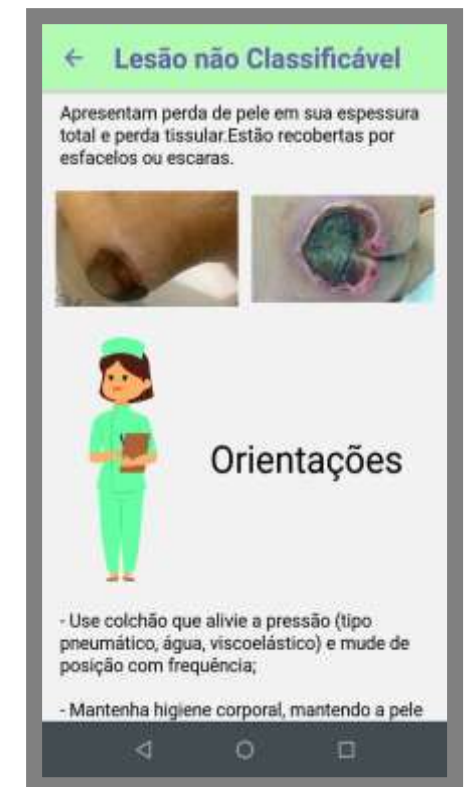 Lesão não Classificável
Apresentam perda de pele em sua espessura
total e perda tissular.Estão recobertas por
esfacelos ou escaras.
Orientações
- Use colchão que alivie a pressão (tipo
pneumático, água, viscoelástico) e mude de
posição com frequência;
- Mantenha higiene corporal, mantendo a pele